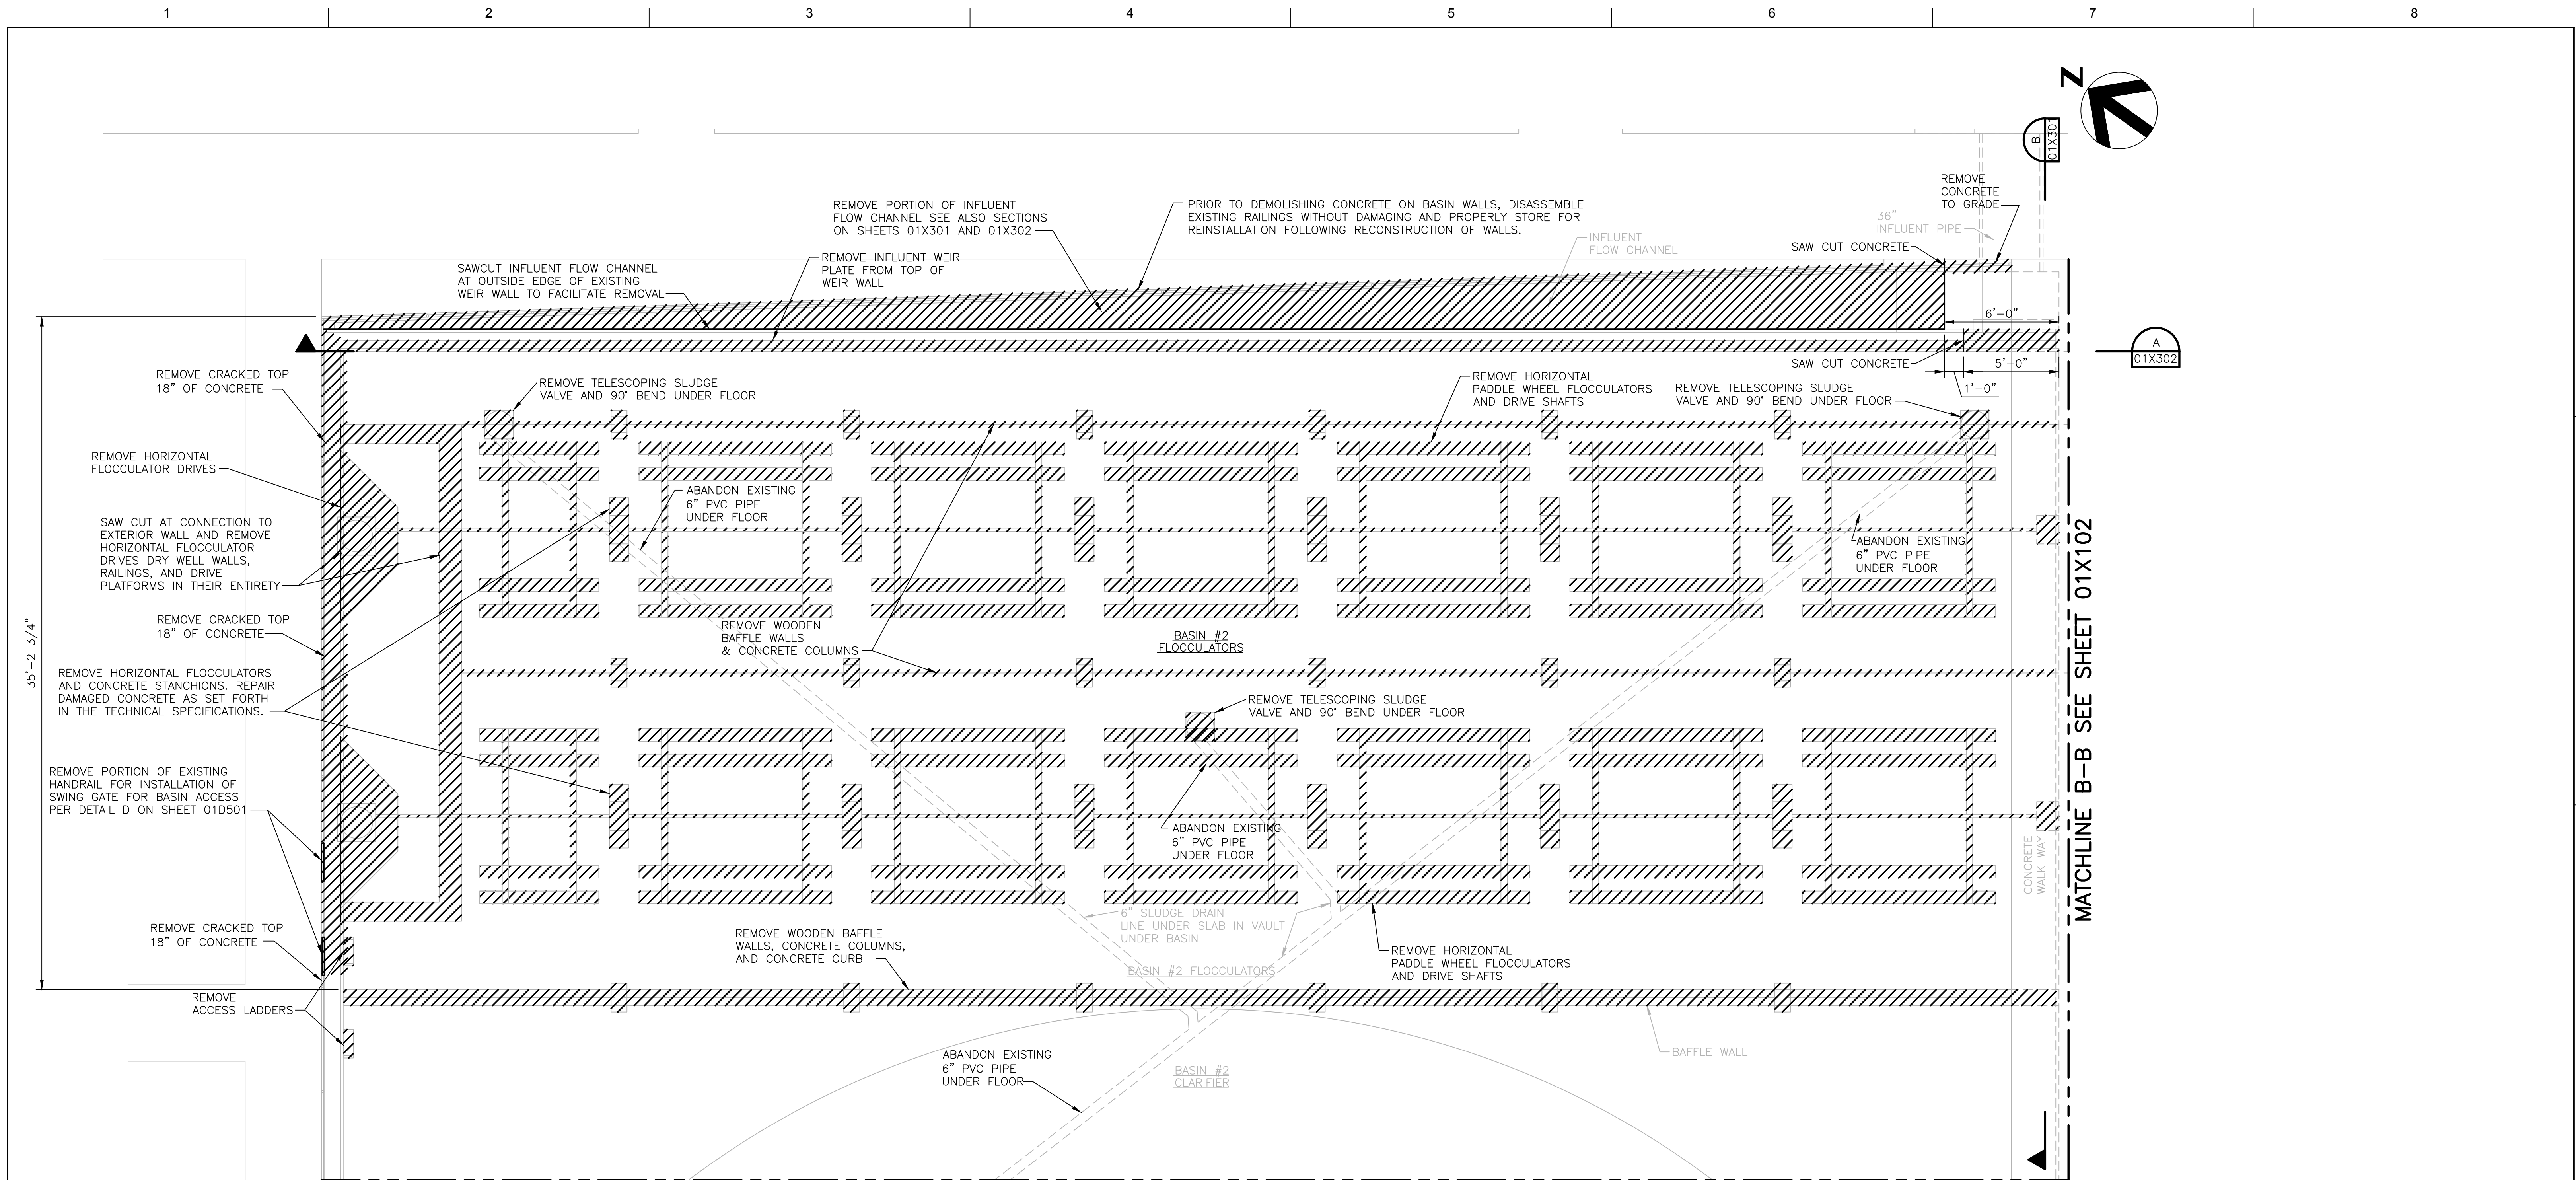 1 2 3 4 5 6 7 8
N
B
01X301
REMOVE
CONCRETE
TO GRADE
REMOVE PORTION OF INFLUENT
FLOW CHANNEL SEE ALSO SECTIONS
ON SHEETS 01X301 AND 01X302
PRIOR TO DEMOLISHING CONCRETE ON BASIN WALLS, DISASSEMBLE
EXISTING RAILINGS WITHOUT DAMAGING AND PROPERLY STORE FOR
REINSTALLATION FOLLOWING RECONSTRUCTION OF WALLS.
36"
INFLUENT PIPE
INFLUENT
FLOW CHANNEL
SAW CUT CONCRETE
REMOVE INFLUENT WEIR
PLATE FROM TOP OF
WEIR WALL
SAWCUT INFLUENT FLOW CHANNEL
AT OUTSIDE EDGE OF EXISTING
WEIR WALL TO FACILITATE REMOVAL
6'-0"
A
01X302
SAW CUT CONCRETE
5'-0"
1'-0"
REMOVE CRACKED TOP
18" OF CONCRETE
REMOVE TELESCOPING SLUDGE
VALVE AND 90° BEND UNDER FLOOR
REMOVE HORIZONTAL
PADDLE WHEEL FLOCCULATORS
AND DRIVE SHAFTS
REMOVE TELESCOPING SLUDGE
VALVE AND 90° BEND UNDER FLOOR
REMOVE HORIZONTAL
FLOCCULATOR DRIVES
ABANDON EXISTING
6" PVC PIPE
UNDER FLOOR
SAW CUT AT CONNECTION TO
EXTERIOR WALL AND REMOVE
HORIZONTAL FLOCCULATOR
DRIVES DRY WELL WALLS,
RAILINGS, AND DRIVE
PLATFORMS IN THEIR ENTIRETY
ABANDON EXISTING
6" PVC PIPE
UNDER FLOOR
MATCHLINE B-B SEE SHEET 01X102
REMOVE CRACKED TOP
18" OF CONCRETE
35'-2 3/4"
REMOVE WOODEN
BAFFLE WALLS
& CONCRETE COLUMNS
BASIN #2
FLOCCULATORS
REMOVE HORIZONTAL FLOCCULATORS
AND CONCRETE STANCHIONS. REPAIR
DAMAGED CONCRETE AS SET FORTH
IN THE TECHNICAL SPECIFICATIONS.
REMOVE TELESCOPING SLUDGE
VALVE AND 90° BEND UNDER FLOOR
REMOVE PORTION OF EXISTING
HANDRAIL FOR INSTALLATION OF
SWING GATE FOR BASIN ACCESS
PER DETAIL D ON SHEET 01D501
ABANDON EXISTING
6" PVC PIPE
UNDER FLOOR
CONCRETE
WALK WAY
6" SLUDGE DRAIN
LINE UNDER SLAB IN VAULT
UNDER BASIN
REMOVE CRACKED TOP
18" OF CONCRETE
REMOVE WOODEN BAFFLE
WALLS, CONCRETE COLUMNS,
AND CONCRETE CURB
BASIN #2 FLOCCULATORS
REMOVE HORIZONTAL
PADDLE WHEEL FLOCCULATORS
AND DRIVE SHAFTS
REMOVE
ACCESS LADDERS
ABANDON EXISTING
6" PVC PIPE
UNDER FLOOR
BASIN #2
CLARIFIER
BAFFLE WALL